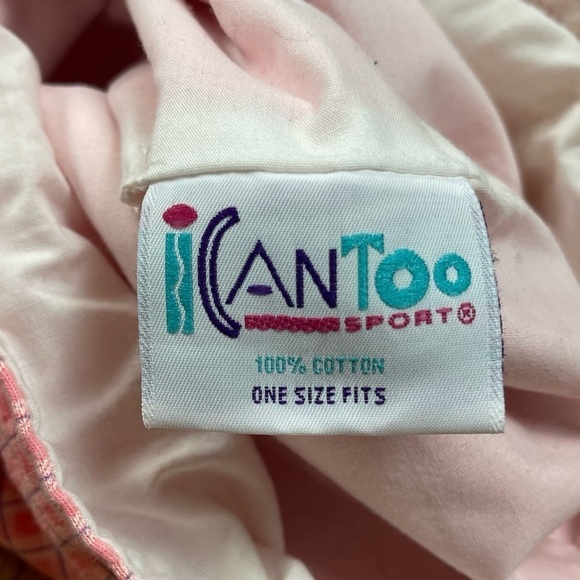 iCANTOO
SPORT®
100% COTTON
ONE SIZE FITS